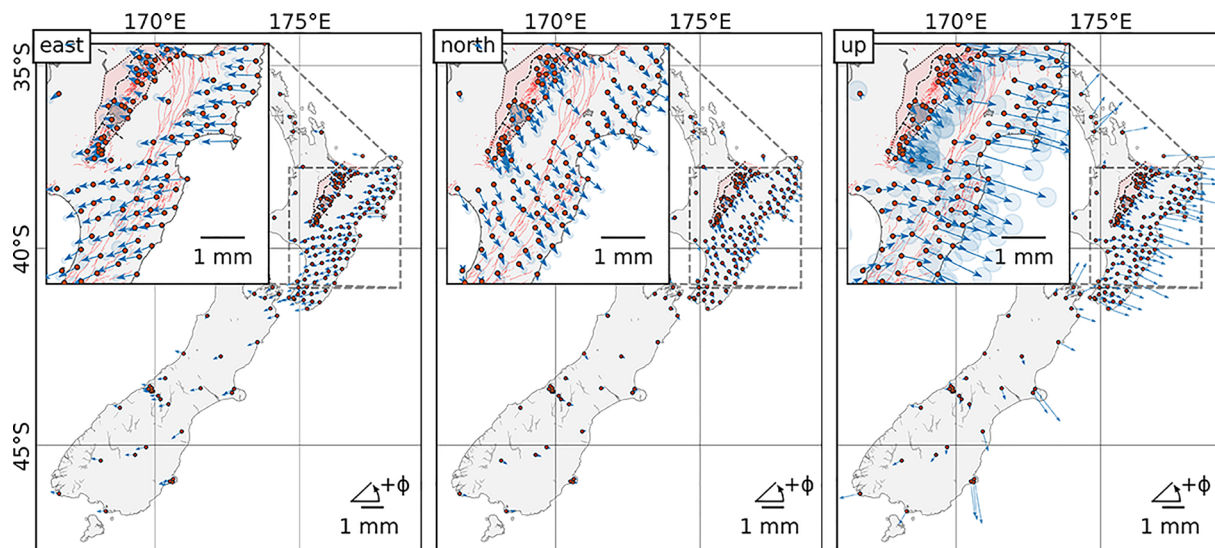 170°E 175°E 170°E 175°E 170°E 175°E
east north up
35°S
40°S
45°S
1 mm 1 mm 1 mm
+ϕ +ϕ +ϕ
1 mm 1 mm 1 mm